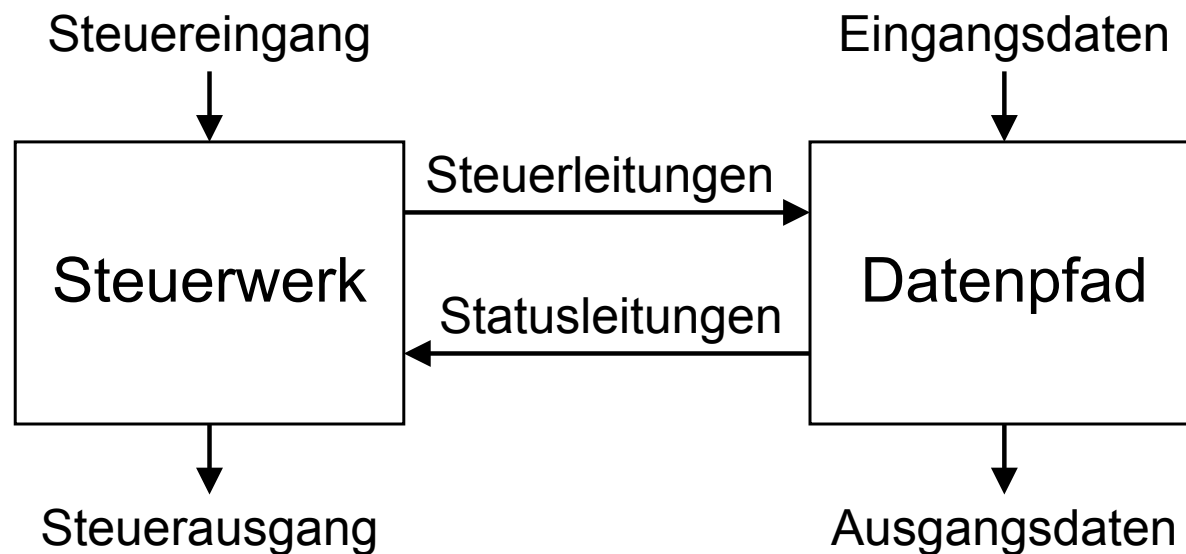 Steuereingang
Eingangsdaten
Steuerleitungen
Steuerwerk
Datenpfad
Statusleitungen
Steuerausgang
Ausgangsdaten